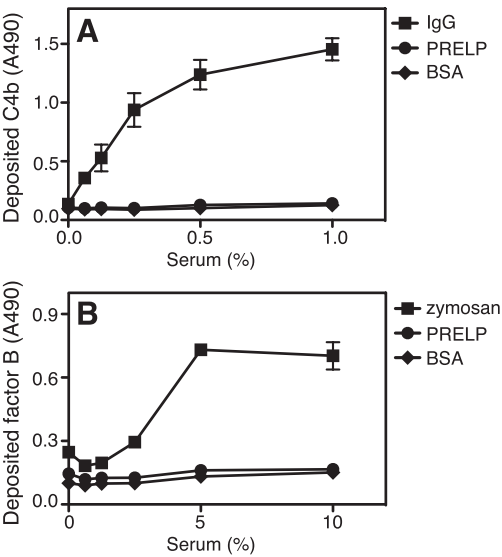 A
Deposited C4b (A490)
1.5
1.0
0.5
0.0
0.0 0.5 1.0
Serum (%)
IgG
PRELP
BSA
B
Deposited factor B (A490)
0.9
0.6
0.3
0.0
0 5 10
Serum (%)
zymosan
PRELP
BSA